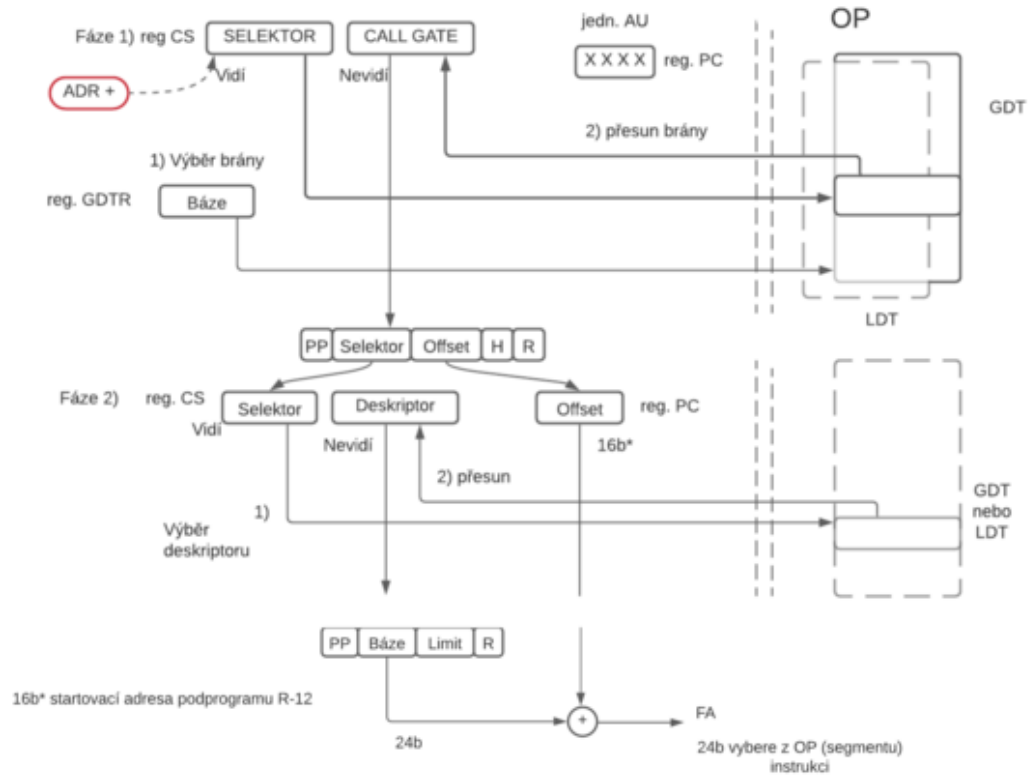 jedn. AU
OP
Fáze 1) reg CS
SELEKTOR
CALL GATE
X X X X
reg. PC
Vidí
Nevidí
ADR +
GDT
2) přesun brány
1) Výběr brány
reg. GDTR
Báze
LDT
PP
Selektor
Offset
H
R
Fáze 2)
reg. CS
Selektor
Deskriptor
Offset
reg. PC
Vidí
Nevidí
16b*
2) přesun
1)
GDT
nebo
LDT
Výběr
deskriptoru
PP
Báze
Limit
R
16b* startovací adresa podprogramu R-12
+
FA
24b
24b vybere z OP (segmentu)
instrukci